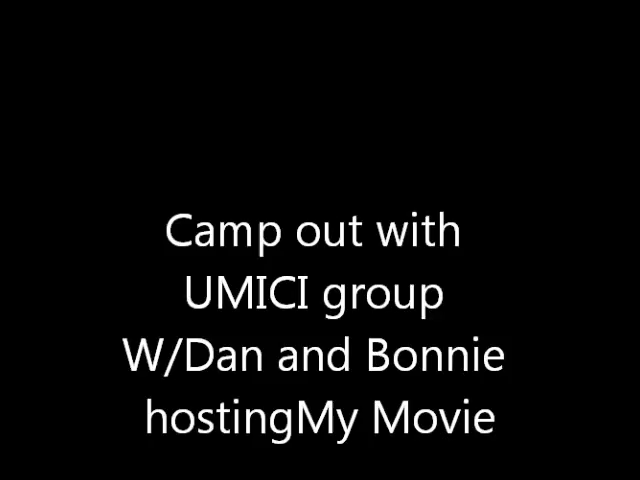 Camp out with
UMICI group
W/Dan and Bonnie
hostingMy Movie